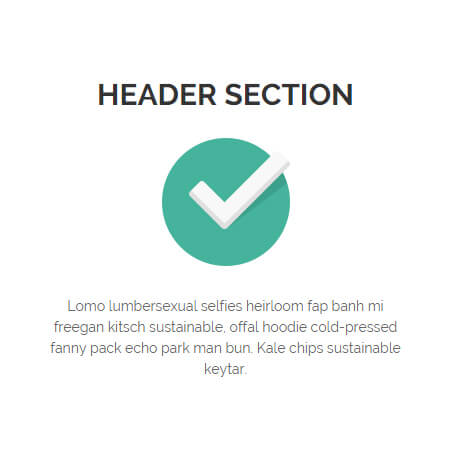 HEADER SECTION
Lomo lumbersexual selfies heirloom fap banh mi
freegan kitsch sustainable, offal hoodie cold-pressed
fanny pack echo park man bun. Kale chips sustainable
keytar.